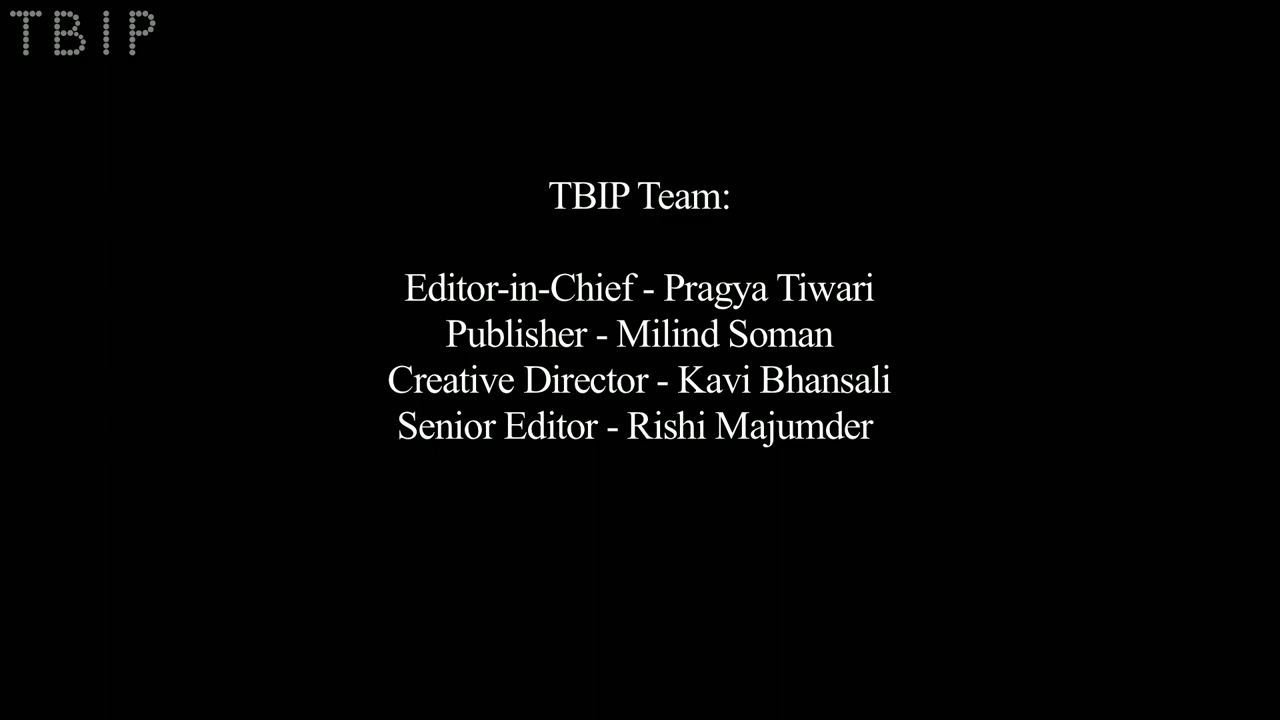 TBIP
TBIP Team:
Editor-in-Chief - Pragya Tiwari
Publisher - Milind Soman
Creative Director - Kavi Bhansali
Senior Editor - Rishi Majumder